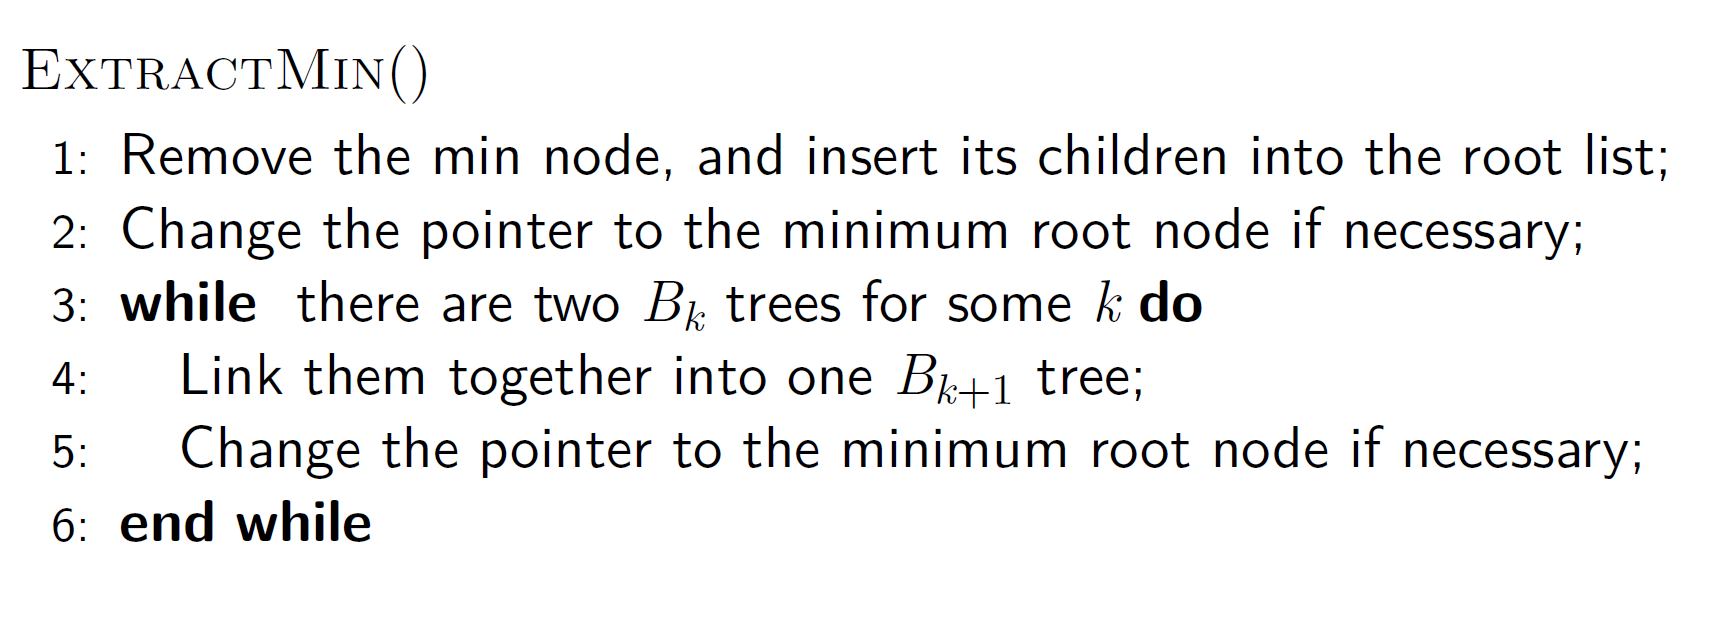 EXTRACTMIN()
1: Remove the min node, and insert its children into the root list;
2: Change the pointer to the minimum root node if necessary;
3: while there are two B_k trees for some k do
4: Link them together into one B_{k+1} tree;
5: Change the pointer to the minimum root node if necessary;
6: end while